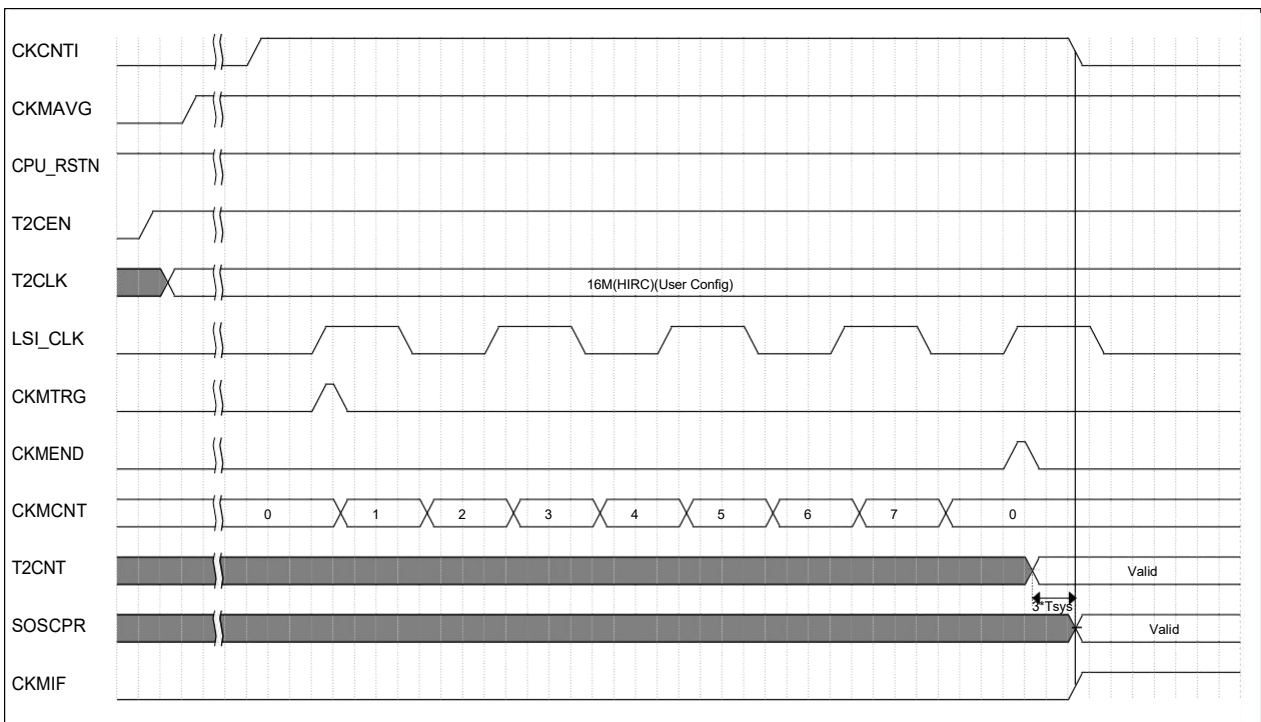 CKCNTI
CKMAVG
CPU_RSTN
T2CEN
T2CLK
16M(HIRC)(User Config)
LSI_CLK
CKMTRG
CKMEND
CKMCNT
0 1 2 3 4 5 6 7 0
T2CNT
Valid
3*Tsys
SOSCPR
Valid
CKMIF